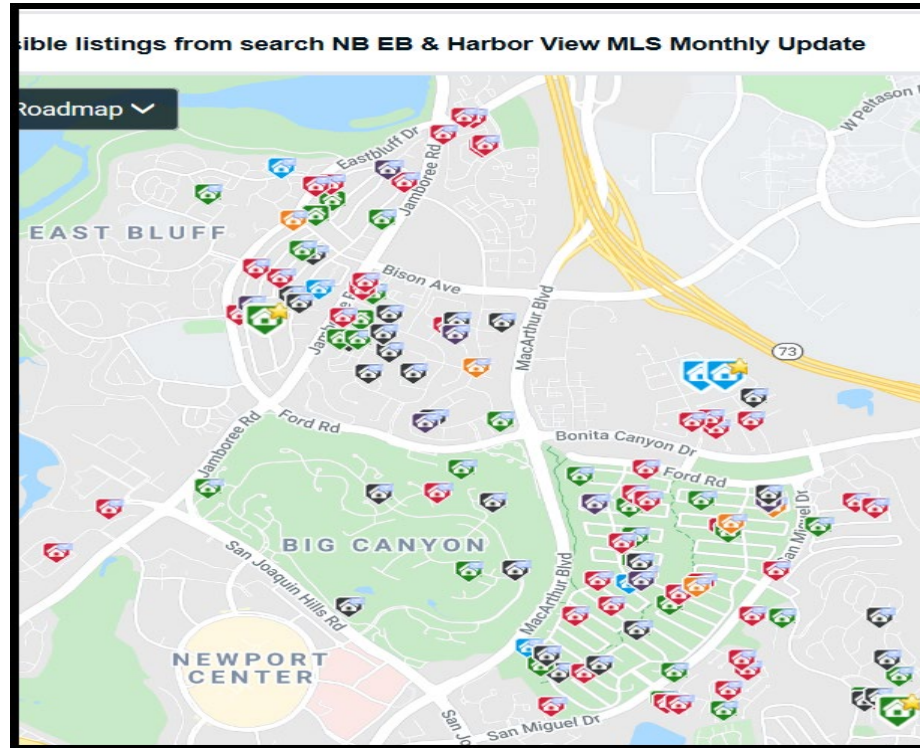 sible listings from search NB EB & Harbor View MLS Monthly Update
Roadmap
W Peltason
Eastbluff Dr
Jamboree Rd
EAST BLUFF
Bison Ave
MacArthur Blvd
73
Jamboree Rd
Ford Rd
Bonita Canyon Dr
Ford Rd
San Miguel Dr
BIG CANYON
San Joaquin Hills Rd
MacArthur Blvd
NEWPORT
CENTER
San Miguel Dr